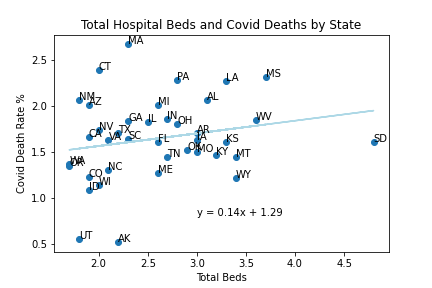 Total Hospital Beds and Covid Deaths by State
MA
CT
PA
LA
MS
NM
AZ
MI
AL
GA
IL
IN
OH
WV
NV
TX
AR
CA
VA
SC
FL
IA
KS
SD
OK
MO
TN
KY
MT
WA
OR
NC
ME
CO
WY
ID
WI
UT
AK
y = 0.14x + 1.29
2.5
2.0
1.5
1.0
0.5
Covid Death Rate %
2.0 2.5 3.0 3.5 4.0 4.5
Total Beds